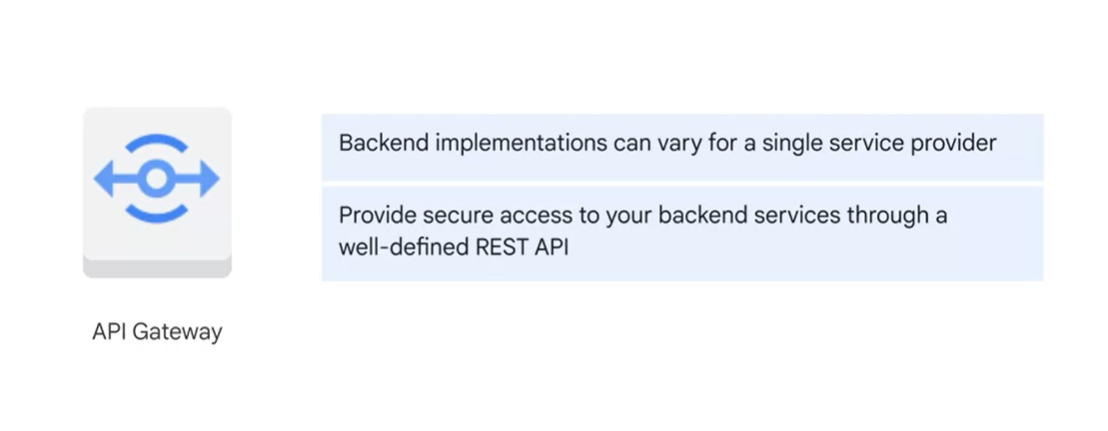 Backend implementations can vary for a single service provider
Provide secure access to your backend services through a
well-defined REST API
API Gateway